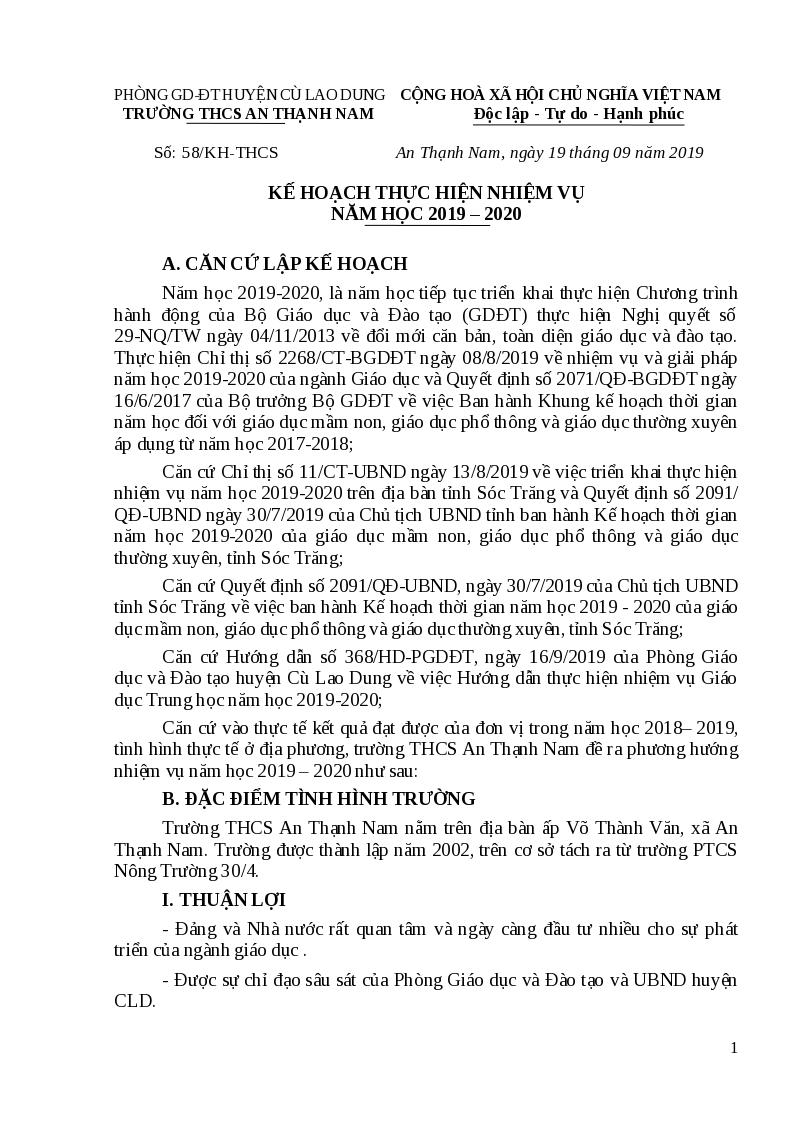 PHÒNG GD-ĐT HUYỆN CÙ LAO DUNG
TRƯỜNG THCS AN THẠNH NAM
CỘNG HOÀ XÃ HỘI CHỦ NGHĨA VIỆT NAM
Độc lập - Tự do - Hạnh phúc
Số: 58/KH-THCS
An Thạnh Nam, ngày 19 tháng 09 năm 2019
KẾ HOẠCH THỰC HIỆN NHIỆM VỤ
NĂM HỌC 2019 – 2020
A. CĂN CỨ LẬP KẾ HOẠCH
Năm học 2019-2020, là năm học tiếp tục triển khai thực hiện Chương trình
hành động của Bộ Giáo dục và Đào tạo (GDĐT) thực hiện Nghị quyết số
29-NQ/TW ngày 04/11/2013 về đổi mới căn bản, toàn diện giáo dục và đào tạo.
Thực hiện Chỉ thị số 2268/CT-BGDĐT ngày 08/8/2019 về nhiệm vụ và giải pháp
năm học 2019-2020 của ngành Giáo dục và Quyết định số 2071/QĐ-BGDĐT ngày
16/6/2017 của Bộ trưởng Bộ GDĐT về việc Ban hành Khung kế hoạch thời gian
năm học đối với giáo dục mầm non, giáo dục phổ thông và giáo dục thường xuyên
áp dụng từ năm học 2017-2018;
Căn cứ Chỉ thị số 11/CT-UBND ngày 13/8/2019 về việc triển khai thực hiện
nhiệm vụ năm học 2019-2020 trên địa bàn tỉnh Sóc Trăng và Quyết định số 2091/
QĐ-UBND ngày 30/7/2019 của Chủ tịch UBND tỉnh ban hành Kế hoạch thời gian
năm học 2019-2020 của giáo dục mầm non, giáo dục phổ thông và giáo dục
thường xuyên, tỉnh Sóc Trăng;
Căn cứ Quyết định số 2091/QĐ-UBND, ngày 30/7/2019 của Chủ tịch UBND
tỉnh Sóc Trăng về việc ban hành Kế hoạch thời gian năm học 2019 - 2020 của giáo
dục mầm non, giáo dục phổ thông và giáo dục thường xuyên, tỉnh Sóc Trăng;
Căn cứ Hướng dẫn số 368/HD-PGDĐT, ngày 16/9/2019 của Phòng Giáo
dục và Đào tạo huyện Cù Lao Dung về việc Hướng dẫn thực hiện nhiệm vụ Giáo
dục Trung học năm học 2019-2020;
Căn cứ vào thực tế kết quả đạt được của đơn vị trong năm học 2018– 2019,
tình hình thực tế ở địa phương, trường THCS An Thạnh Nam đề ra phương hướng
nhiệm vụ năm học 2019 – 2020 như sau:
B. ĐẶC ĐIỂM TÌNH HÌNH TRƯỜNG
Trường THCS An Thạnh Nam nằm trên địa bàn ấp Võ Thành Văn, xã An
Thạnh Nam. Trường được thành lập năm 2002, trên cơ sở tách ra từ trường PTCS
Nông Trường 30/4.
I. THUẬN LỢI
- Đảng và Nhà nước rất quan tâm và ngày càng đầu tư nhiều cho sự phát
triển của ngành giáo dục .
- Được sự chỉ đạo sâu sát của Phòng Giáo dục và Đào tạo và UBND huyện
CLD.
1